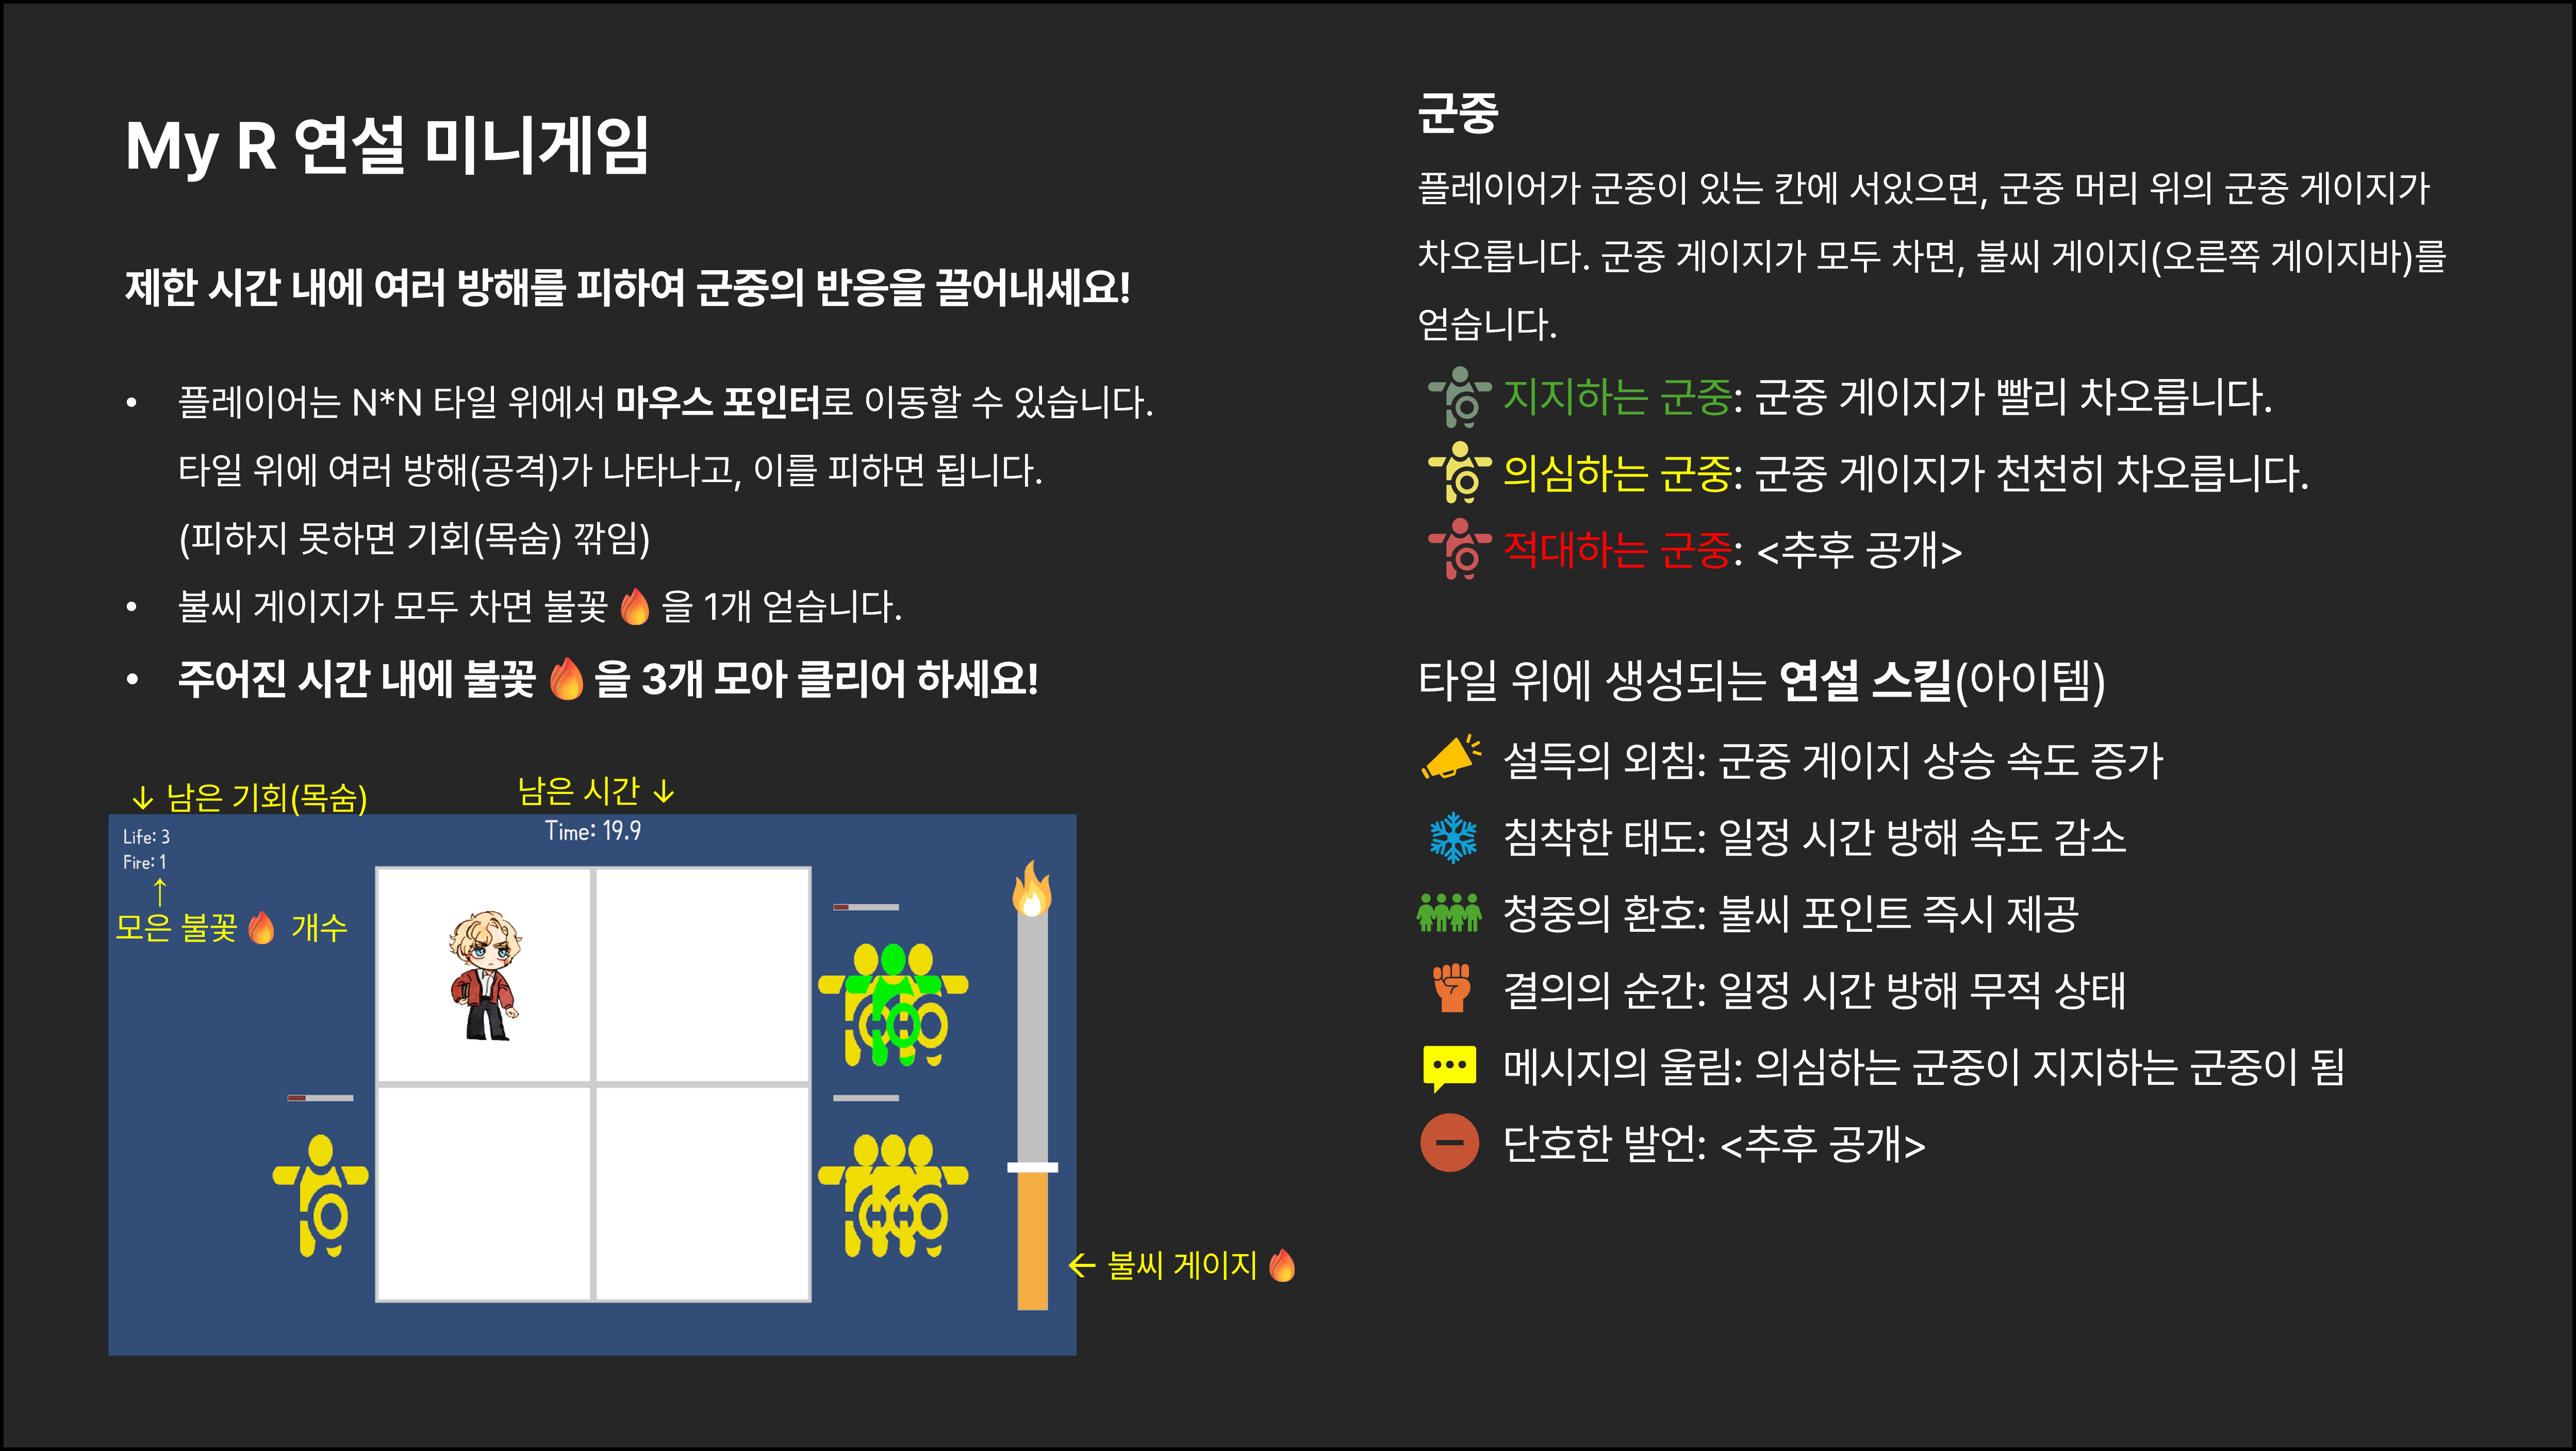 My R 연설 미니게임
제한 시간 내에 여러 방해를 피하여 군중의 반응을 끌어내세요!
• 플레이어는 N*N 타일 위에서 마우스 포인터로 이동할 수 있습니다.
타일 위에 여러 방해(공격)가 나타나고, 이를 피하면 됩니다.
(피하지 못하면 기회(목숨) 깎임)
• 불씨 게이지가 모두 차면 불꽃 🔥 을 1개 얻습니다.
• 주어진 시간 내에 불꽃 🔥 을 3개 모아 클리어 하세요!
↓ 남은 기회(목숨)
남은 시간 ↓
Life: 3
Time: 19.9
Fire: 1
↑
모은 불꽃 🔥 개수
← 불씨 게이지 🔥
군중
플레이어가 군중이 있는 칸에 서있으면, 군중 머리 위의 군중 게이지가
차오릅니다. 군중 게이지가 모두 차면, 불씨 게이지(오른쪽 게이지바)를
얻습니다.
지지하는 군중: 군중 게이지가 빨리 차오릅니다.
의심하는 군중: 군중 게이지가 천천히 차오릅니다.
적대하는 군중: <추후 공개>
타일 위에 생성되는 연설 스킬(아이템)
설득의 외침: 군중 게이지 상승 속도 증가
침착한 태도: 일정 시간 방해 속도 감소
청중의 환호: 불씨 포인트 즉시 제공
결의의 순간: 일정 시간 방해 무적 상태
메시지의 울림: 의심하는 군중이 지지하는 군중이 됨
단호한 발언: <추후 공개>